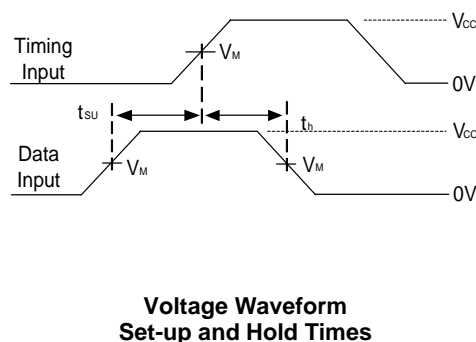 Timing
Input
VM
VCC
0V
tSU
th
VCC
Data
Input
VM
VM
0V
Voltage Waveform
Set-up and Hold Times